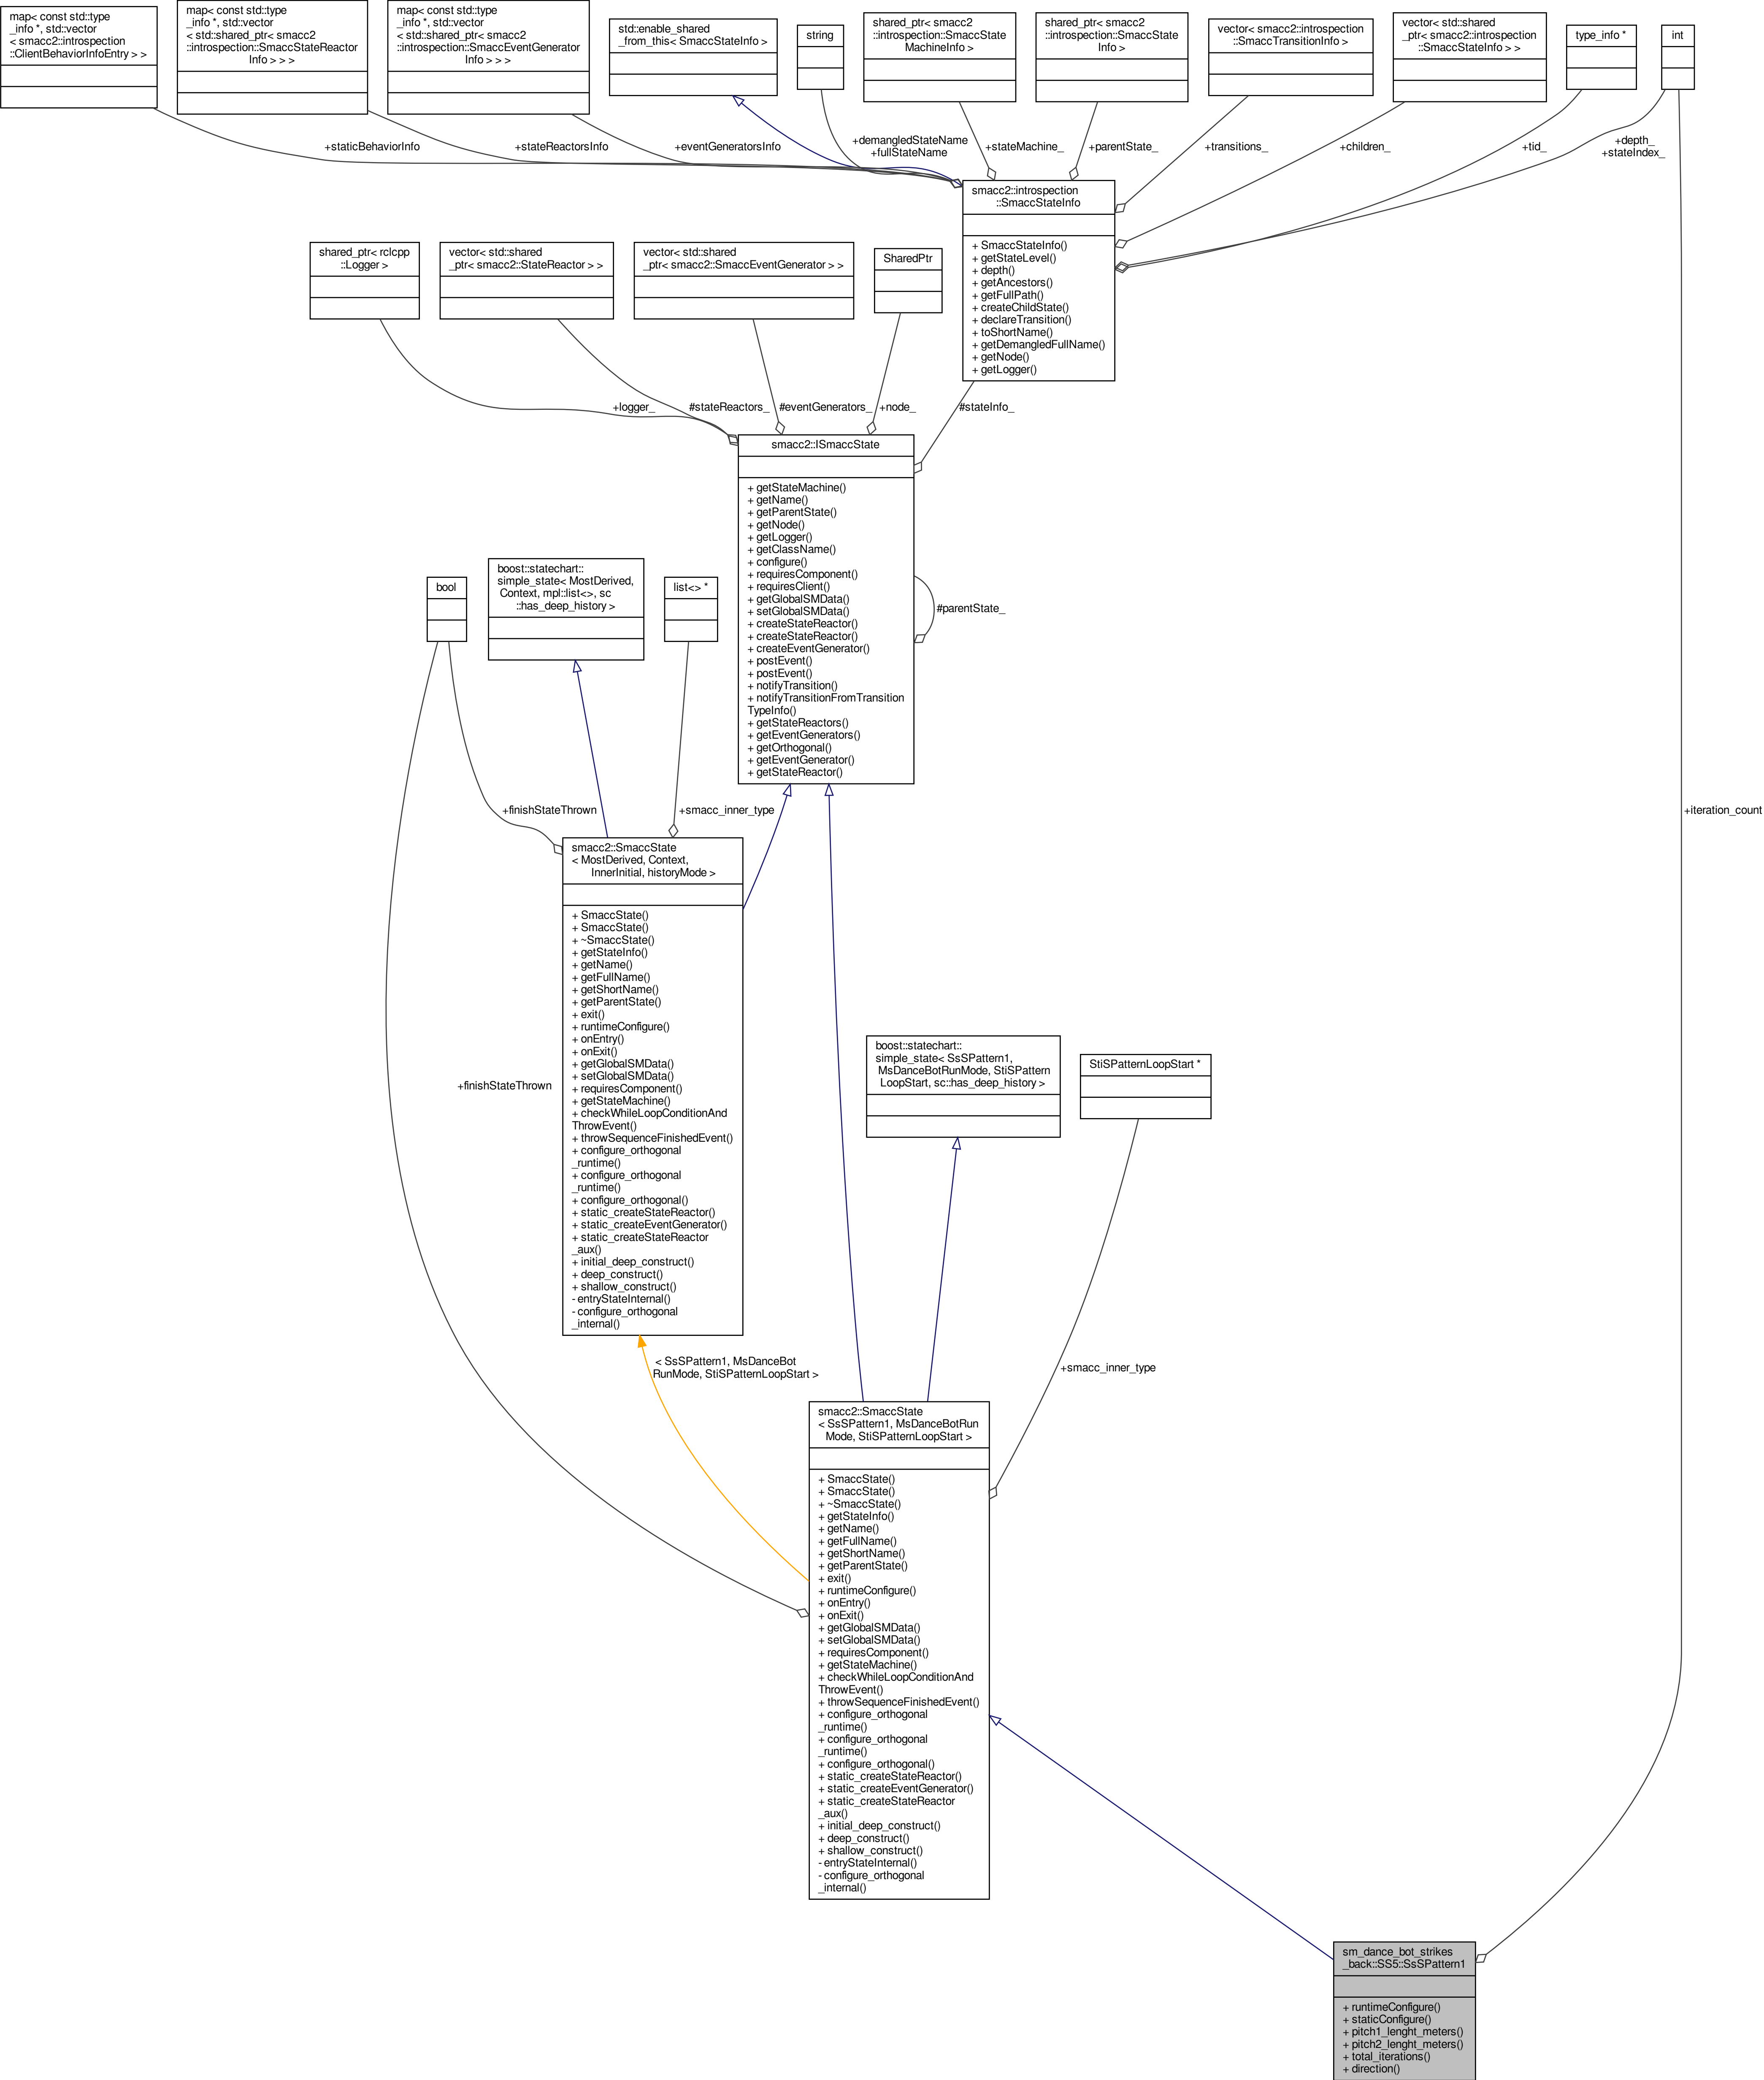 map< const std::type
_info *, std::vector
< smacc2::introspection
::ClientBehaviorInfoEntry > >
map< const std::type
_info *, std::vector
< std::shared_ptr< smacc2
::introspection::SmaccStateReactor
Info > > >
map< const std::type
_info *, std::vector
< std::shared_ptr< smacc2
::introspection::SmaccEventGenerator
Info > > >
std::enable_shared
_from_this< SmaccStateInfo >
string
shared_ptr< smacc2
::introspection::SmaccState
MachineInfo >
shared_ptr< smacc2
::introspection::SmaccState
Info >
vector< smacc2::introspection
::SmaccTransitionInfo >
vector< std::shared
_ptr< smacc2::introspection
::SmaccStateInfo > >
type_info *
int
+staticBehaviorInfo
+stateReactorsInfo
+eventGeneratorsInfo
+demangledStateName
+fullStateName
+stateMachine_
+parentState_
+transitions_
+children_
+tid_
+depth_
+stateIndex_
smacc2::introspection
::SmaccStateInfo
+ SmaccStateInfo()
+ getStateLevel()
+ depth()
+ getAncestors()
+ getFullPath()
+ createChildState()
+ declareTransition()
+ toShortName()
+ getDemangledFullName()
+ getNode()
+ getLogger()
shared_ptr< rclcpp
::Logger >
vector< std::shared
_ptr< smacc2::StateReactor > >
vector< std::shared
_ptr< smacc2::SmaccEventGenerator > >
SharedPtr
+logger_
#stateReactors_
#eventGenerators_
+node_
#stateInfo_
smacc2::ISmaccState
+ getStateMachine()
+ getName()
+ getParentState()
+ getNode()
+ getLogger()
+ getClassName()
+ configure()
+ requiresComponent()
+ requiresClient()
+ getGlobalSMData()
+ setGlobalSMData()
+ createStateReactor()
+ createStateReactor()
+ createEventGenerator()
+ postEvent()
+ postEvent()
+ notifyTransition()
+ notifyTransitionFromTransition
TypeInfo()
+ getStateReactors()
+ getEventGenerators()
+ getOrthogonal()
+ getEventGenerator()
+ getStateReactor()
#parentState_
bool
boost::statechart::
simple_state< MostDerived,
Context, mpl::list<>, sc
::has_deep_history >
list<> *
+finishStateThrown
+smacc_inner_type
+iteration_count
smacc2::SmaccState
< MostDerived, Context,
InnerInitial, historyMode >
+ SmaccState()
+ SmaccState()
+ ~SmaccState()
+ getStateInfo()
+ getName()
+ getFullName()
+ getShortName()
+ getParentState()
+ exit()
+ runtimeConfigure()
+ onEntry()
+ onExit()
+ getGlobalSMData()
+ setGlobalSMData()
+ requiresComponent()
+ getStateMachine()
+ checkWhileLoopConditionAnd
ThrowEvent()
+ throwSequenceFinishedEvent()
+ configure_orthogonal
_runtime()
+ configure_orthogonal
_runtime()
+ configure_orthogonal()
+ static_createStateReactor()
+ static_createEventGenerator()
+ static_createStateReactor
_aux()
+ initial_deep_construct()
+ deep_construct()
+ shallow_construct()
- entryStateInternal()
- configure_orthogonal
_internal()
+finishStateThrown
boost::statechart::
simple_state< SsSPattern1,
MsDanceBotRunMode, StiSPattern
LoopStart, sc::has_deep_history >
StiSPatternLoopStart *
< SsSPattern1, MsDanceBot
RunMode, StiSPatternLoopStart >
+smacc_inner_type
smacc2::SmaccState
< SsSPattern1, MsDanceBotRun
Mode, StiSPatternLoopStart >
+ SmaccState()
+ SmaccState()
+ ~SmaccState()
+ getStateInfo()
+ getName()
+ getFullName()
+ getShortName()
+ getParentState()
+ exit()
+ runtimeConfigure()
+ onEntry()
+ onExit()
+ getGlobalSMData()
+ setGlobalSMData()
+ requiresComponent()
+ getStateMachine()
+ checkWhileLoopConditionAnd
ThrowEvent()
+ throwSequenceFinishedEvent()
+ configure_orthogonal
_runtime()
+ configure_orthogonal
_runtime()
+ configure_orthogonal()
+ static_createStateReactor()
+ static_createEventGenerator()
+ static_createStateReactor
_aux()
+ initial_deep_construct()
+ deep_construct()
+ shallow_construct()
- entryStateInternal()
- configure_orthogonal
_internal()
sm_dance_bot_strikes
_back::SS5::SsSPattern1
+ runtimeConfigure()
+ staticConfigure()
+ pitch1_lenght_meters()
+ pitch2_lenght_meters()
+ total_iterations()
+ direction()